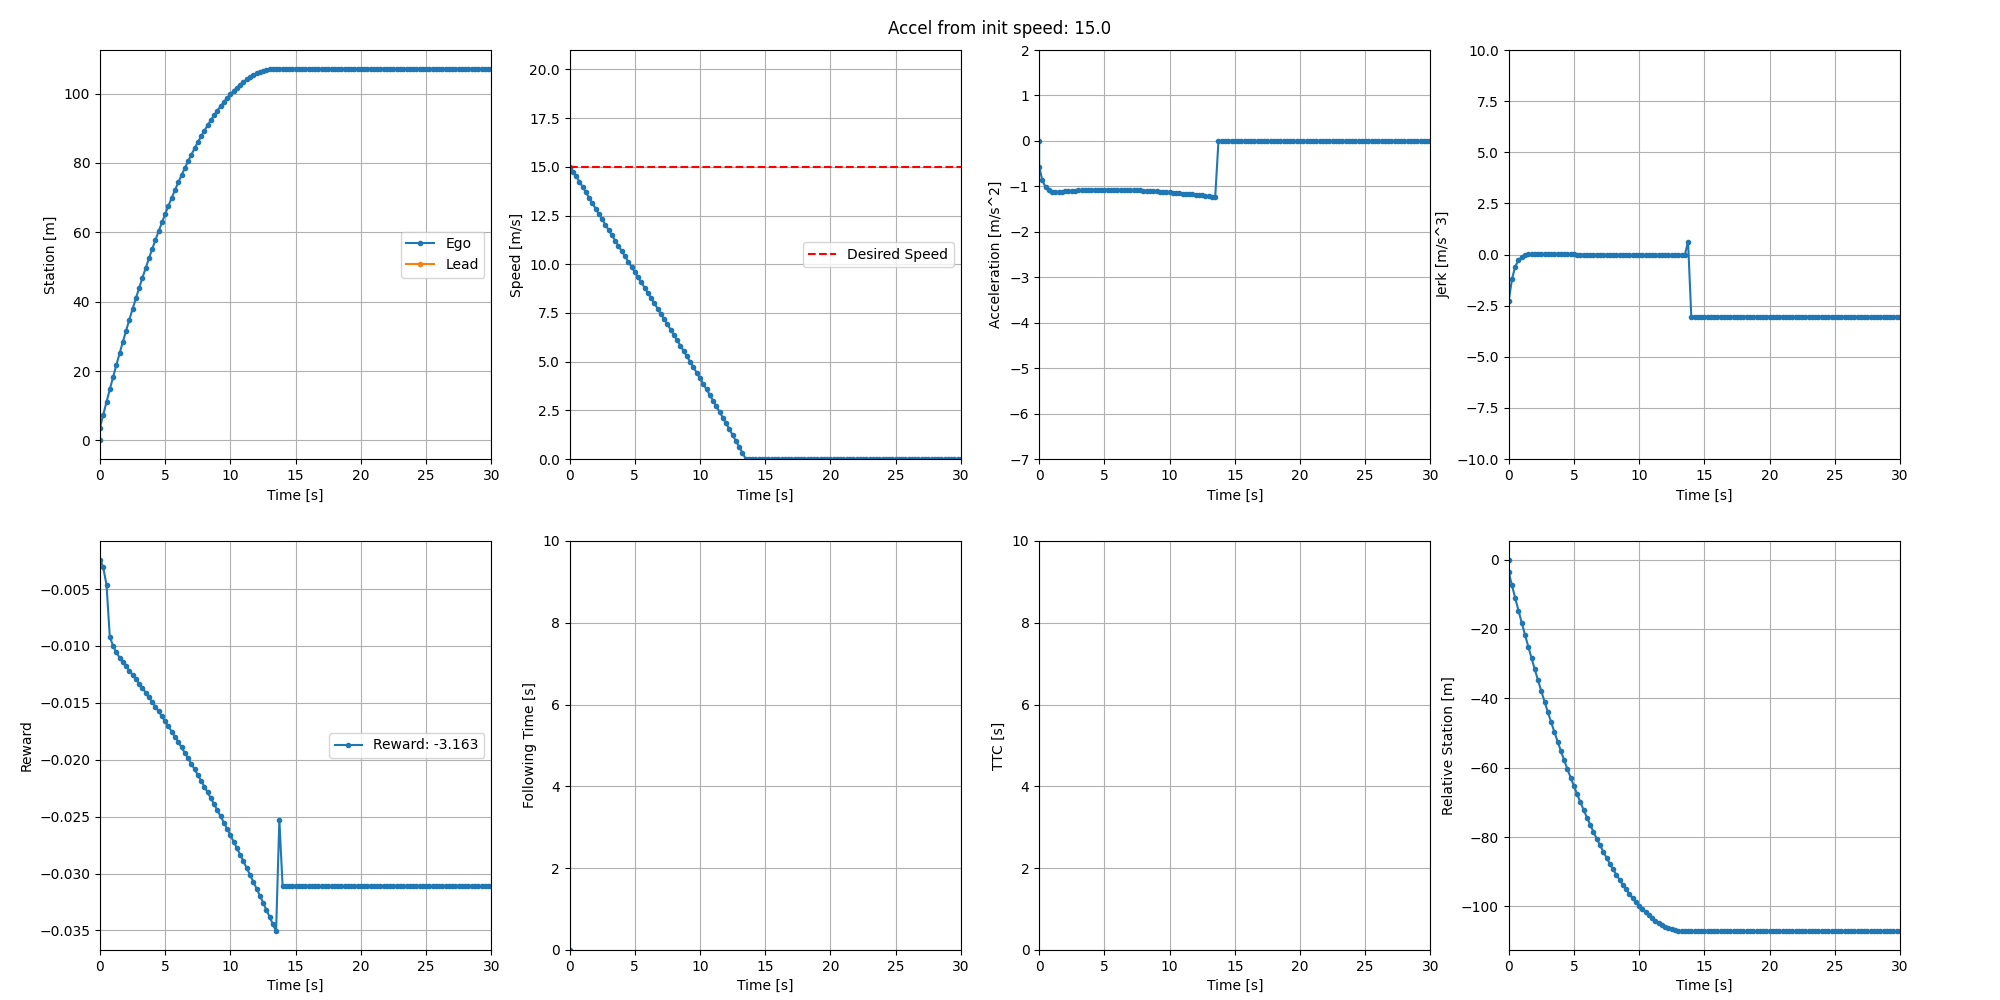 Accel from init speed: 15.0
Station [m]
100
80
60
40
20
0
Ego
Lead
0 5 10 15 20 25 30
Time [s]
Speed [m/s]
20.0
17.5
15.0
12.5
10.0
7.5
5.0
2.5
0.0
Desired Speed
0 5 10 15 20 25 30
Time [s]
Acceleration [m/s^2]
2
1
0
−1
−2
−3
−4
−5
−6
−7
0 5 10 15 20 25 30
Time [s]
Jerk [m/s^3]
10.0
7.5
5.0
2.5
0.0
−2.5
−5.0
−7.5
−10.0
0 5 10 15 20 25 30
Time [s]
Reward
−0.005
−0.010
−0.015
−0.020
−0.025
−0.030
−0.035
Reward: -3.163
0 5 10 15 20 25 30
Time [s]
Following Time [s]
10
8
6
4
2
0
0 5 10 15 20 25 30
Time [s]
TTC [s]
10
8
6
4
2
0
0 5 10 15 20 25 30
Time [s]
Relative Station [m]
0
−20
−40
−60
−80
−100
0 5 10 15 20 25 30
Time [s]